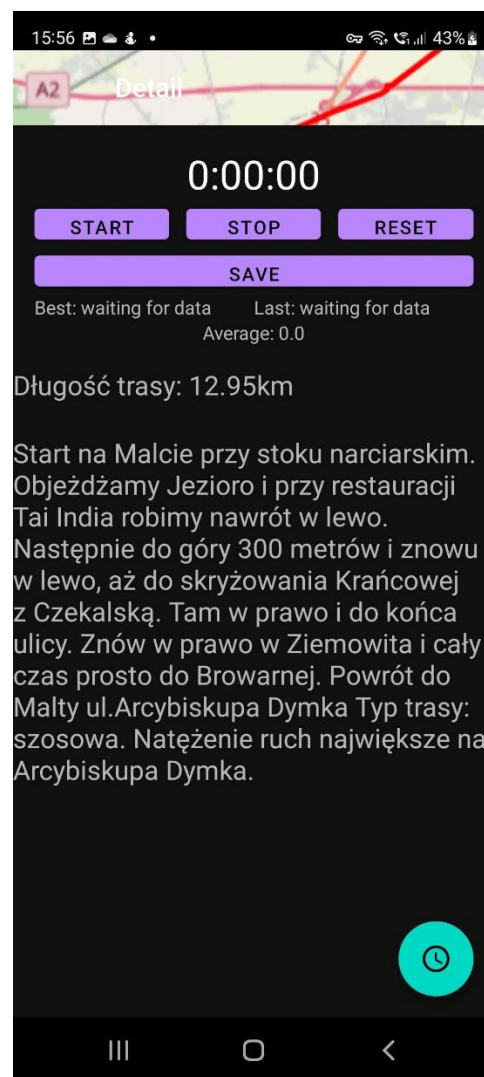 15:56 43%
A2 Detail
0:00:00
START STOP RESET
SAVE
Best: waiting for data Last: waiting for data
Average: 0.0
Długość trasy: 12.95km
Start na Malcie przy stoku narciarskim.
Objeżdżamy Jezioro i przy restauracji
Tai India robimy nawrót w lewo.
Następnie do góry 300 metrów i znowu
w lewo, aż do skryżowania Krańcowej
z Czekalską. Tam w prawo i do końca
ulicy. Znów w prawo w Ziemowita i cały
czas prosto do Browarnej. Powrót do
Malty ul.Arcybiskupa Dymka Typ trasy:
szosowa. Natężenie ruch największe na
Arcybiskupa Dymka.